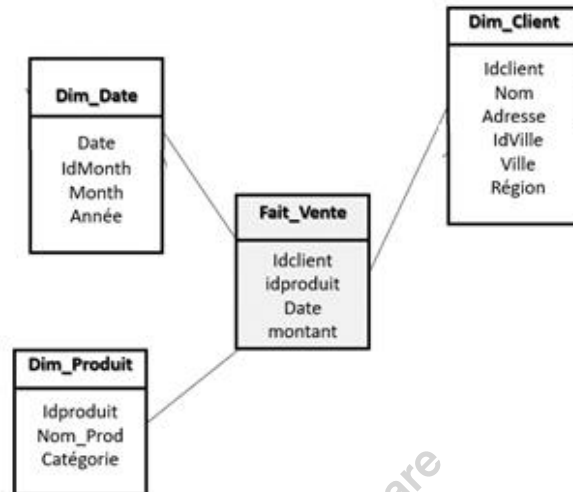 Dim_Client
Idclient
Nom
Adresse
IdVille
Ville
Région
Dim_Date
Date
IdMonth
Month
Année
Fait_Vente
Idclient
idproduit
Date
montant
Dim_Produit
Idproduit
Nom_Prod
Catégorie
are